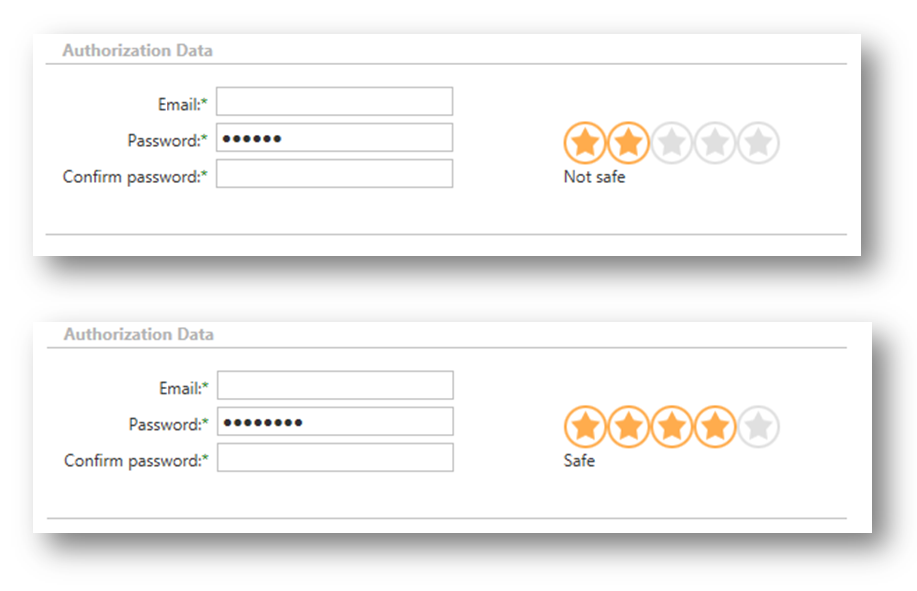 Authorization Data
Email:*
Password:* ••••••
Confirm password:*
Not safe
Authorization Data
Email:*
Password:* ••••••••
Confirm password:*
Safe